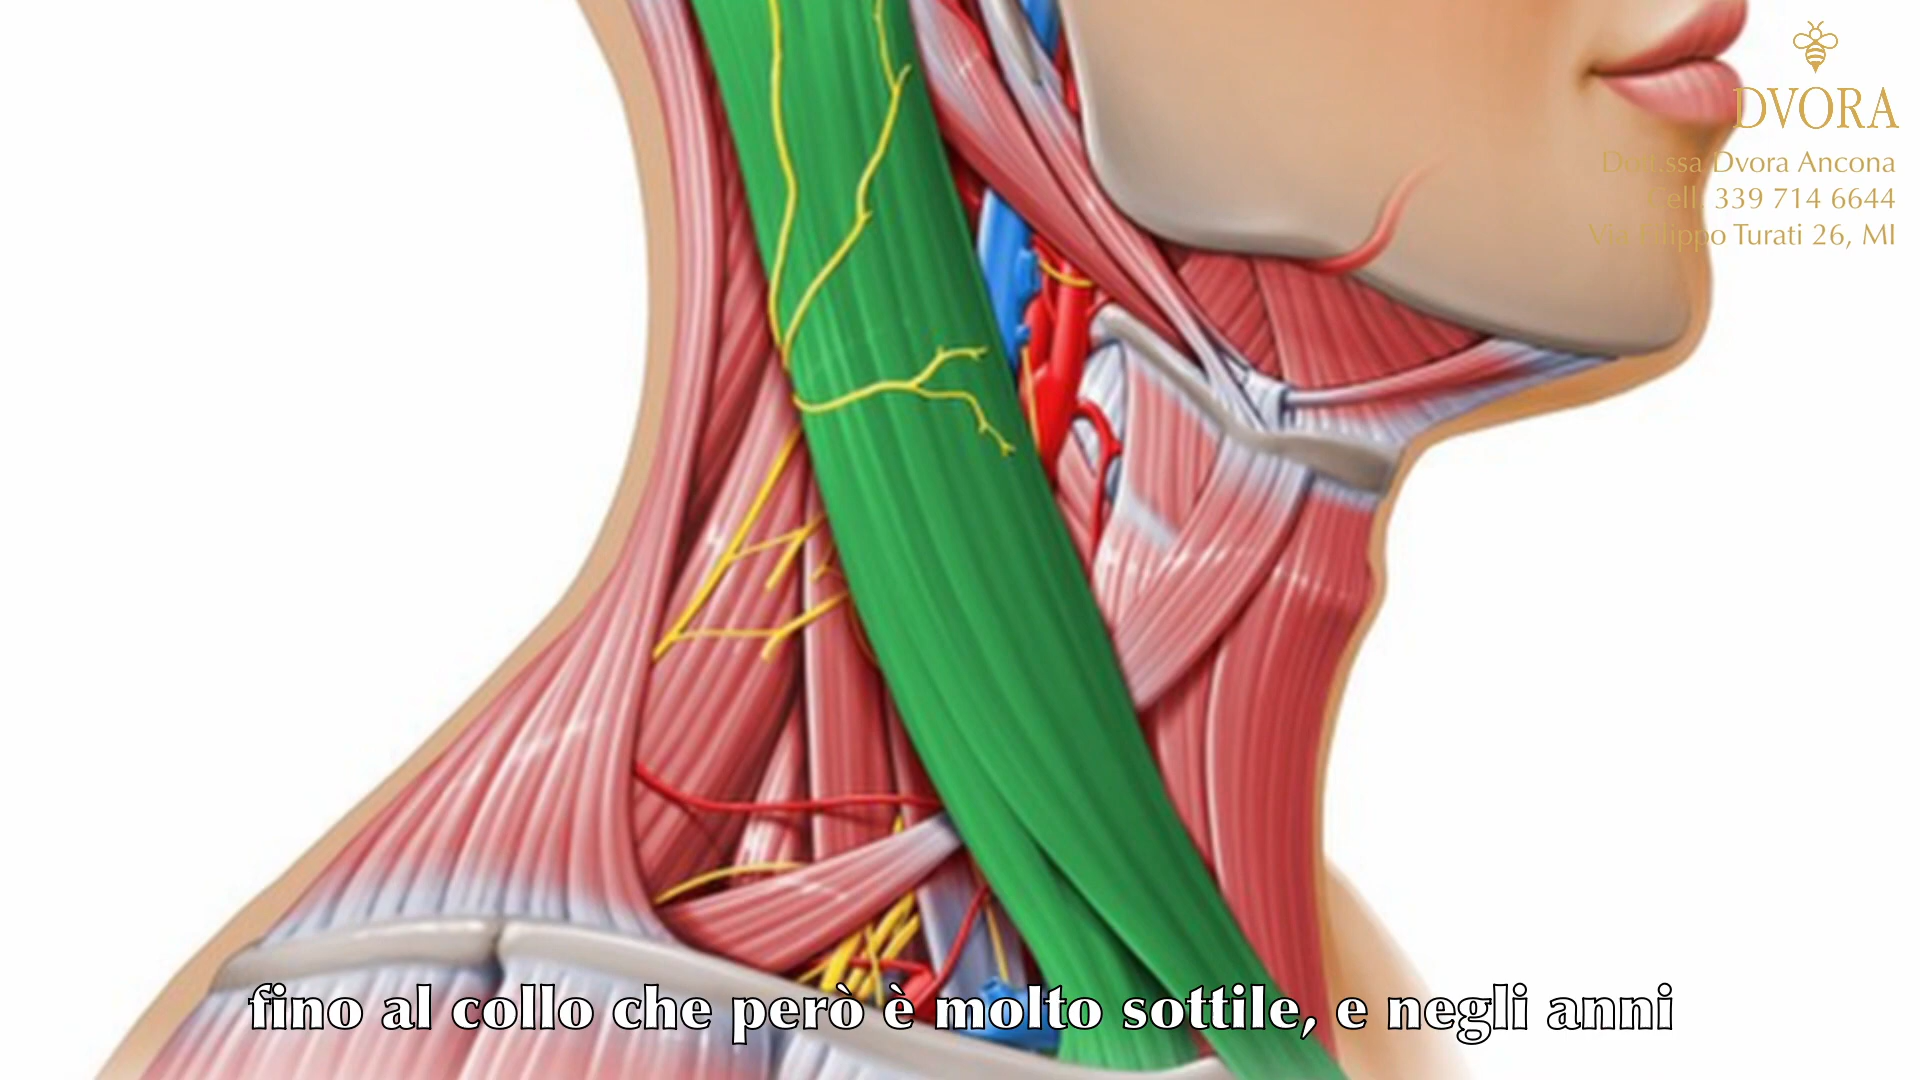 DVORA
Dott.ssa Dvora Ancona
Cell. 339 714 6644
Via Filippo Turati 26, MI
fino al collo che però è molto sottile, e negli anni